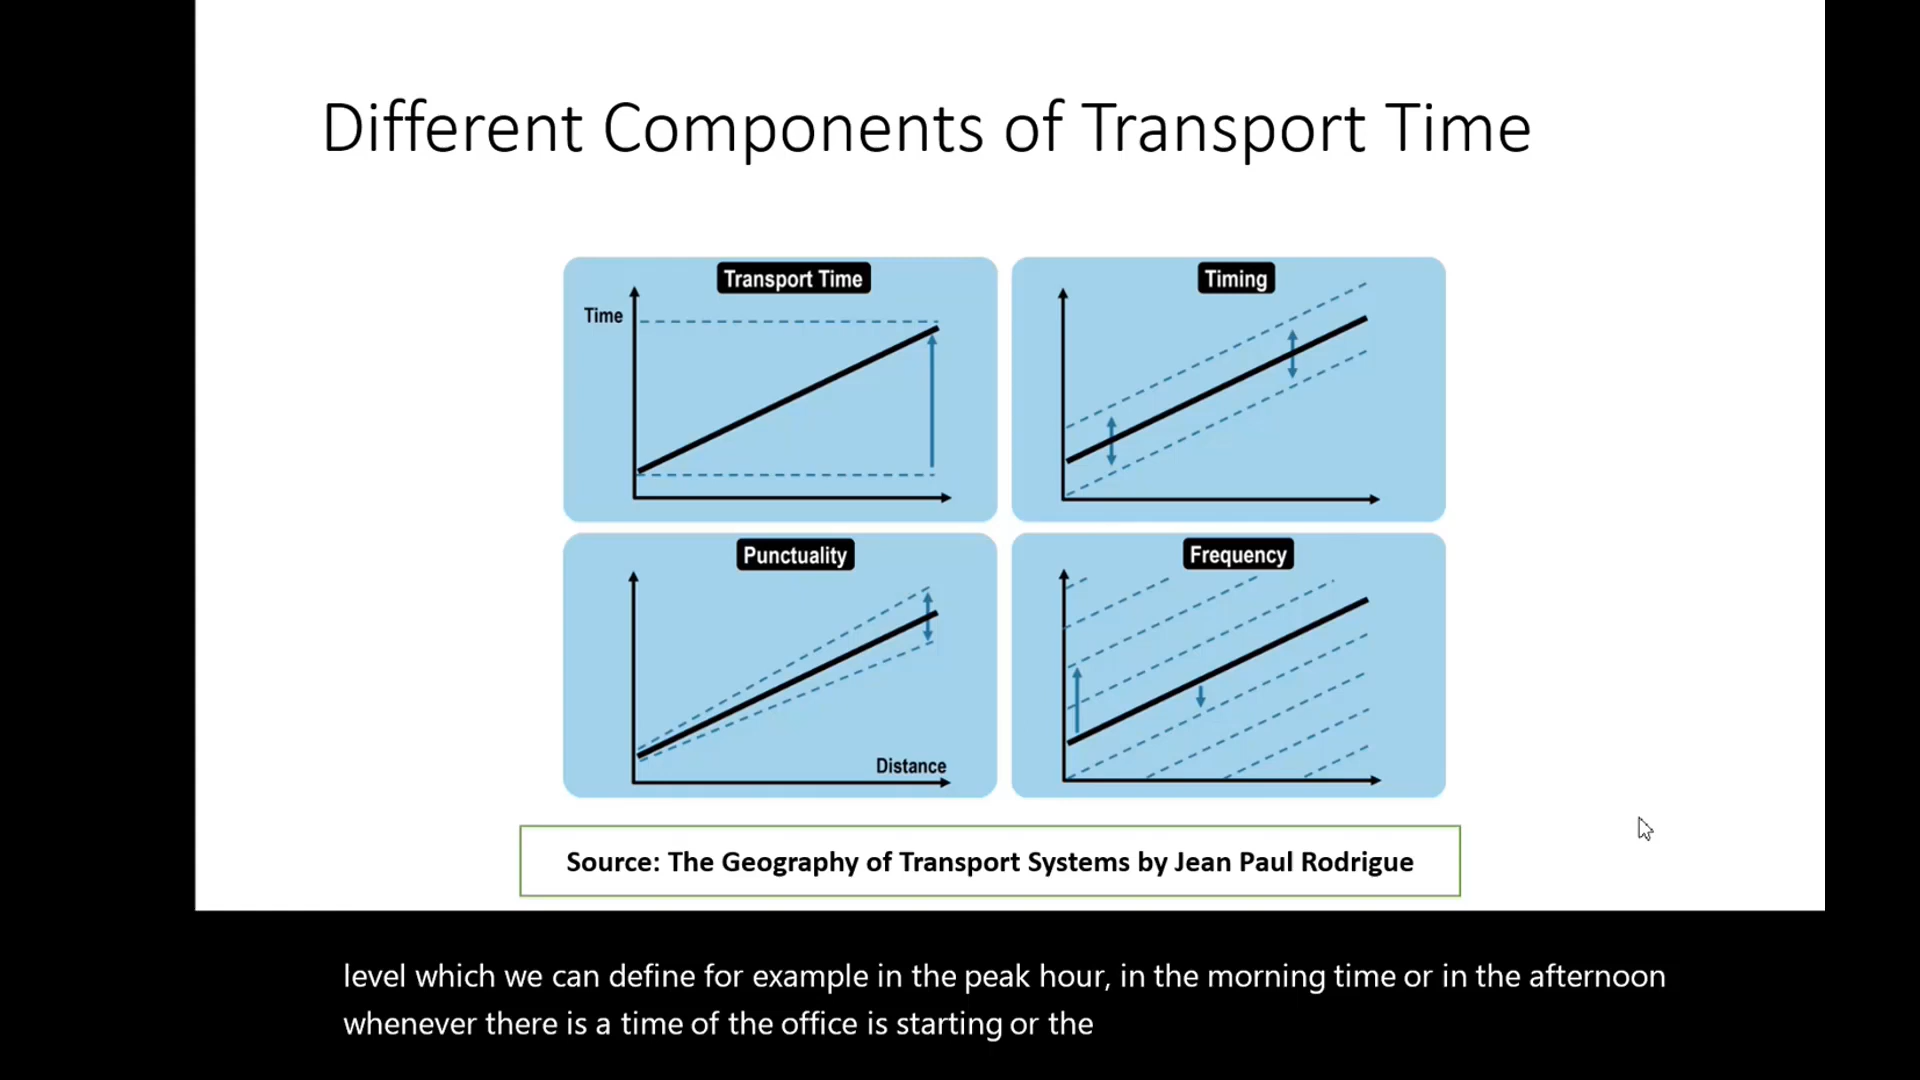 Different Components of Transport Time
Transport Time
Time
Timing
Punctuality
Distance
Frequency
Source: The Geography of Transport Systems by Jean Paul Rodrigue
level which we can define for example in the peak hour, in the morning time or in the afternoon
whenever there is a time of the office is starting or the